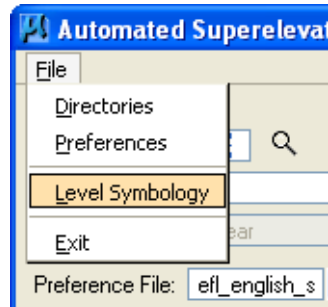 Automated Superelevat
File
Directories
Preferences
Level Symbology
ear
Exit
Preference File: efl_english_s